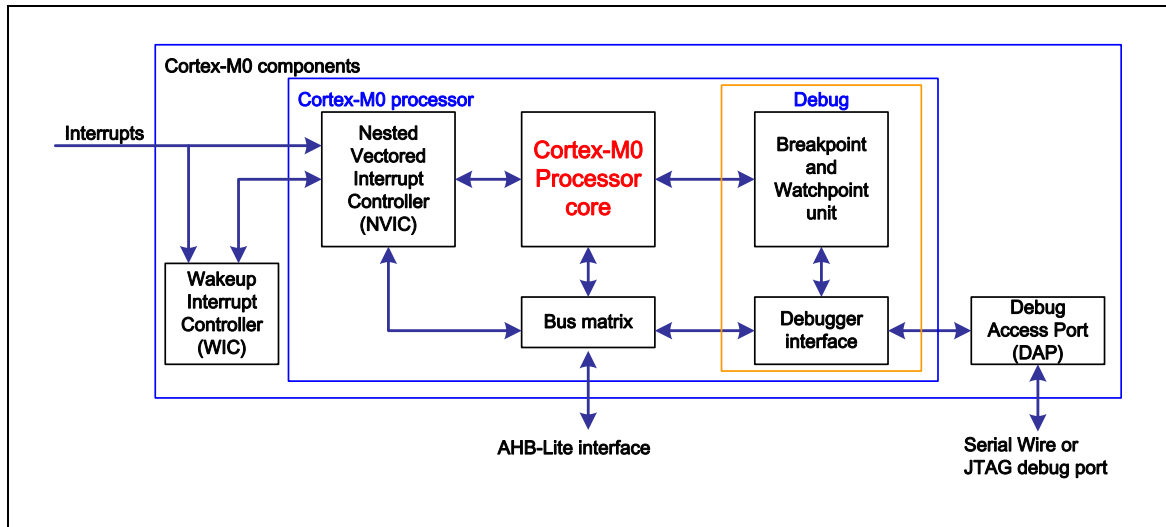 Cortex-M0 components
Cortex-M0 processor
Debug
Interrupts
Nested
Vectored
Interrupt
Controller
(NVIC)
Cortex-M0
Processor
core
Breakpoint
and
Watchpoint
unit
Wakeup
Interrupt
Controller
(WIC)
Bus matrix
Debugger
interface
Debug
Access Port
(DAP)
AHB-Lite interface
Serial Wire or
JTAG debug port